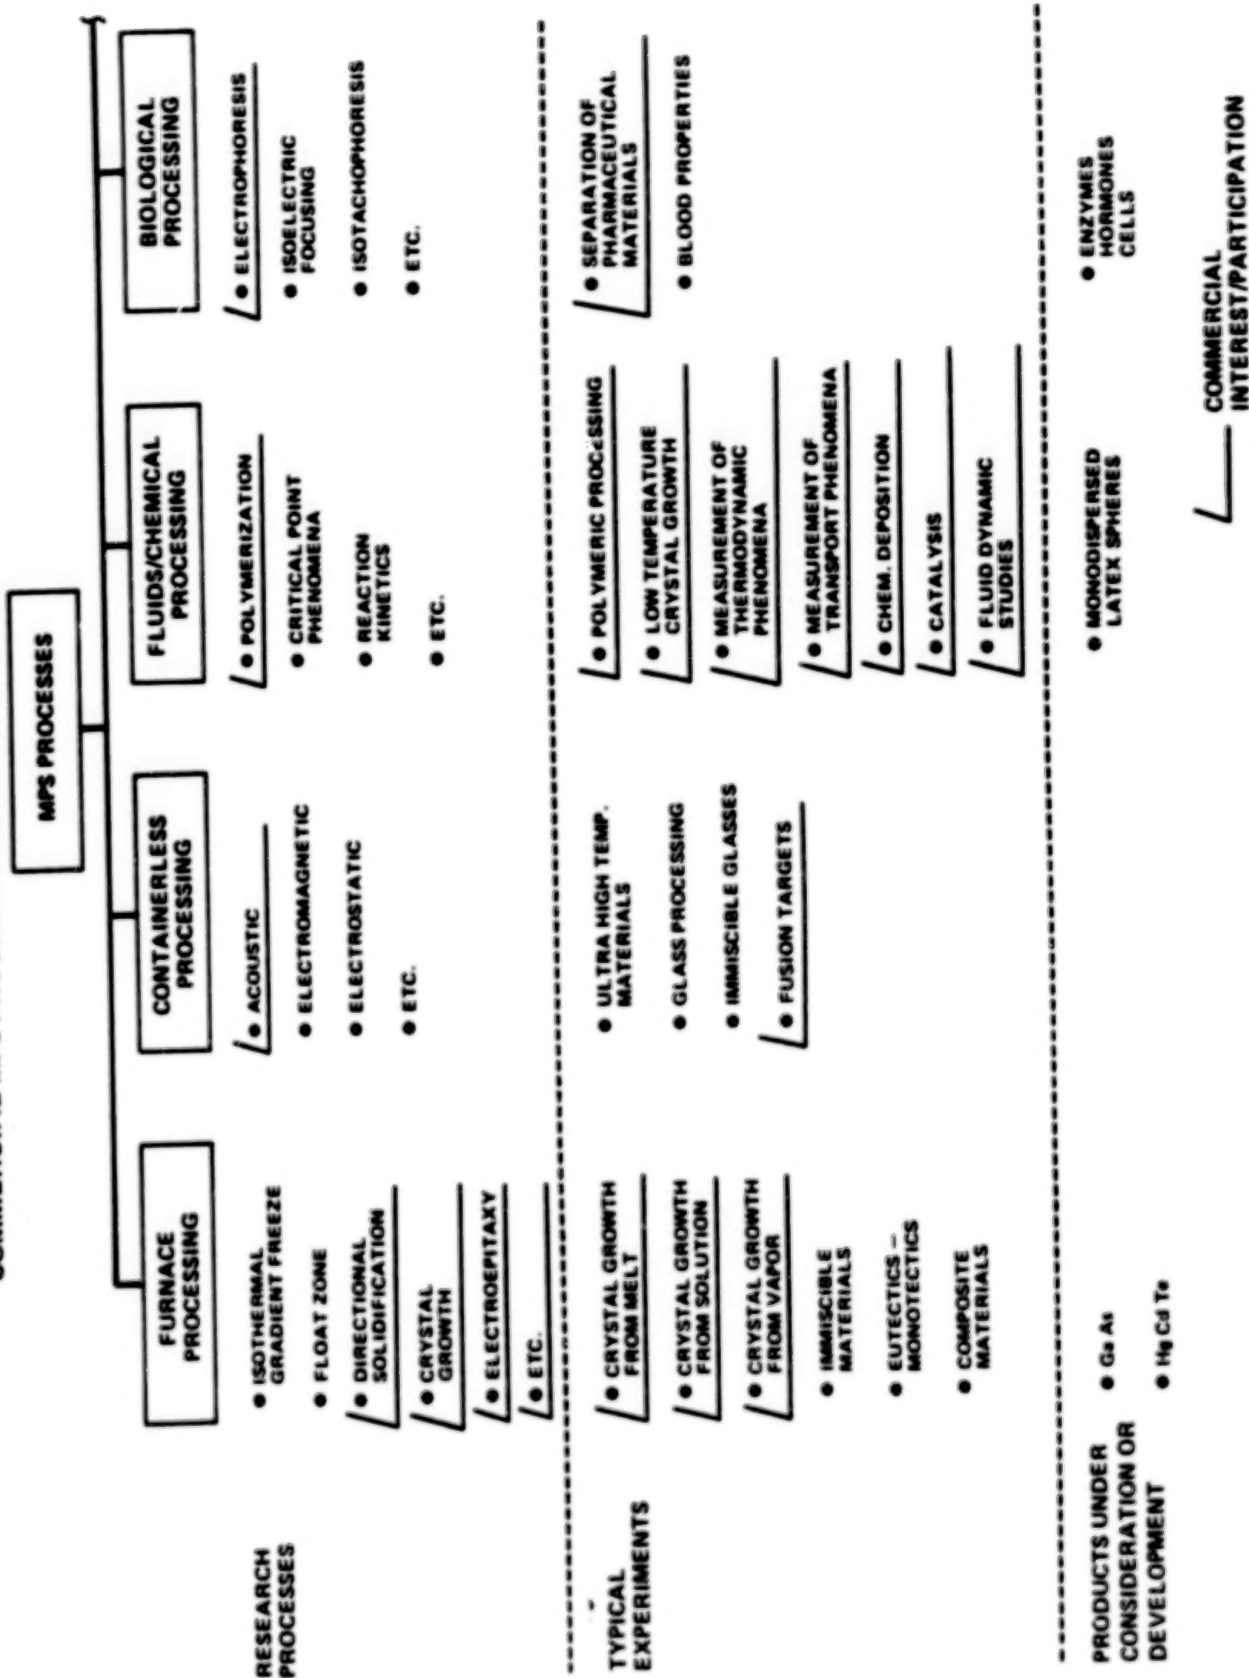 MPS PROCESSES
FURNACE
PROCESSING
CONTAINERLESS
PROCESSING
FLUIDS/CHEMICAL
PROCESSING
BIOLOGICAL
PROCESSING
RESEARCH
PROCESSES
● ISOTHERMAL
GRADIENT FREEZE
● FLOAT ZONE
● DIRECTIONAL
SOLIDIFICATION
● CRYSTAL
GROWTH
● ELECTROEPITAXY
● ETC.
● ACOUSTIC
● ELECTROMAGNETIC
● ELECTROSTATIC
● ETC.
● POLYMERIZATION
● CRITICAL POINT
PHENOMENA
● REACTION
KINETICS
● ETC.
● ELECTROPHORESIS
● ISOELECTRIC
FOCUSING
● ISOTACHOPHORESIS
● ETC.
TYPICAL
EXPERIMENTS
● CRYSTAL GROWTH
FROM MELT
● CRYSTAL GROWTH
FROM SOLUTION
● CRYSTAL GROWTH
FROM VAPOR
● IMMISCIBLE
MATERIALS
● EUTECTICS –
MONOTECTICS
● COMPOSITE
MATERIALS
● ULTRA HIGH TEMP.
MATERIALS
● GLASS PROCESSING
● IMMISCIBLE GLASSES
● FUSION TARGETS
● POLYMERIC PROCESSING
● LOW TEMPERATURE
CRYSTAL GROWTH
● MEASUREMENT OF
THERMODYNAMIC
PHENOMENA
● MEASUREMENT OF
TRANSPORT PHENOMENA
● CHEM. DEPOSITION
● CATALYSIS
● FLUID DYNAMIC
STUDIES
● SEPARATION OF
PHARMACEUTICAL
MATERIALS
● BLOOD PROPERTIES
PRODUCTS UNDER
CONSIDERATION OR
DEVELOPMENT
● Ga As
● Hg Cd Te
● MONODISPERSED
LATEX SPHERES
● ENZYMES
HORMONES
CELLS
COMMERCIAL
INTEREST/PARTICIPATION